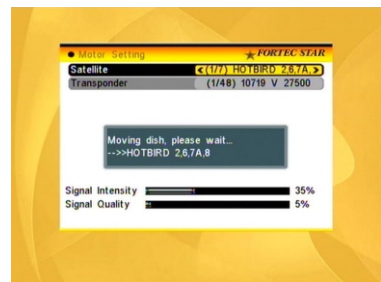 Motor Setting
FORTEC STAR
Satellite
(1/7) HOTBIRD 2,6,7A,
Transponder
(1/48) 10719 V 27500
Moving dish, please wait...
-->>HOTBIRD 2,6,7A,8
Signal Intensity
35%
Signal Quality
5%